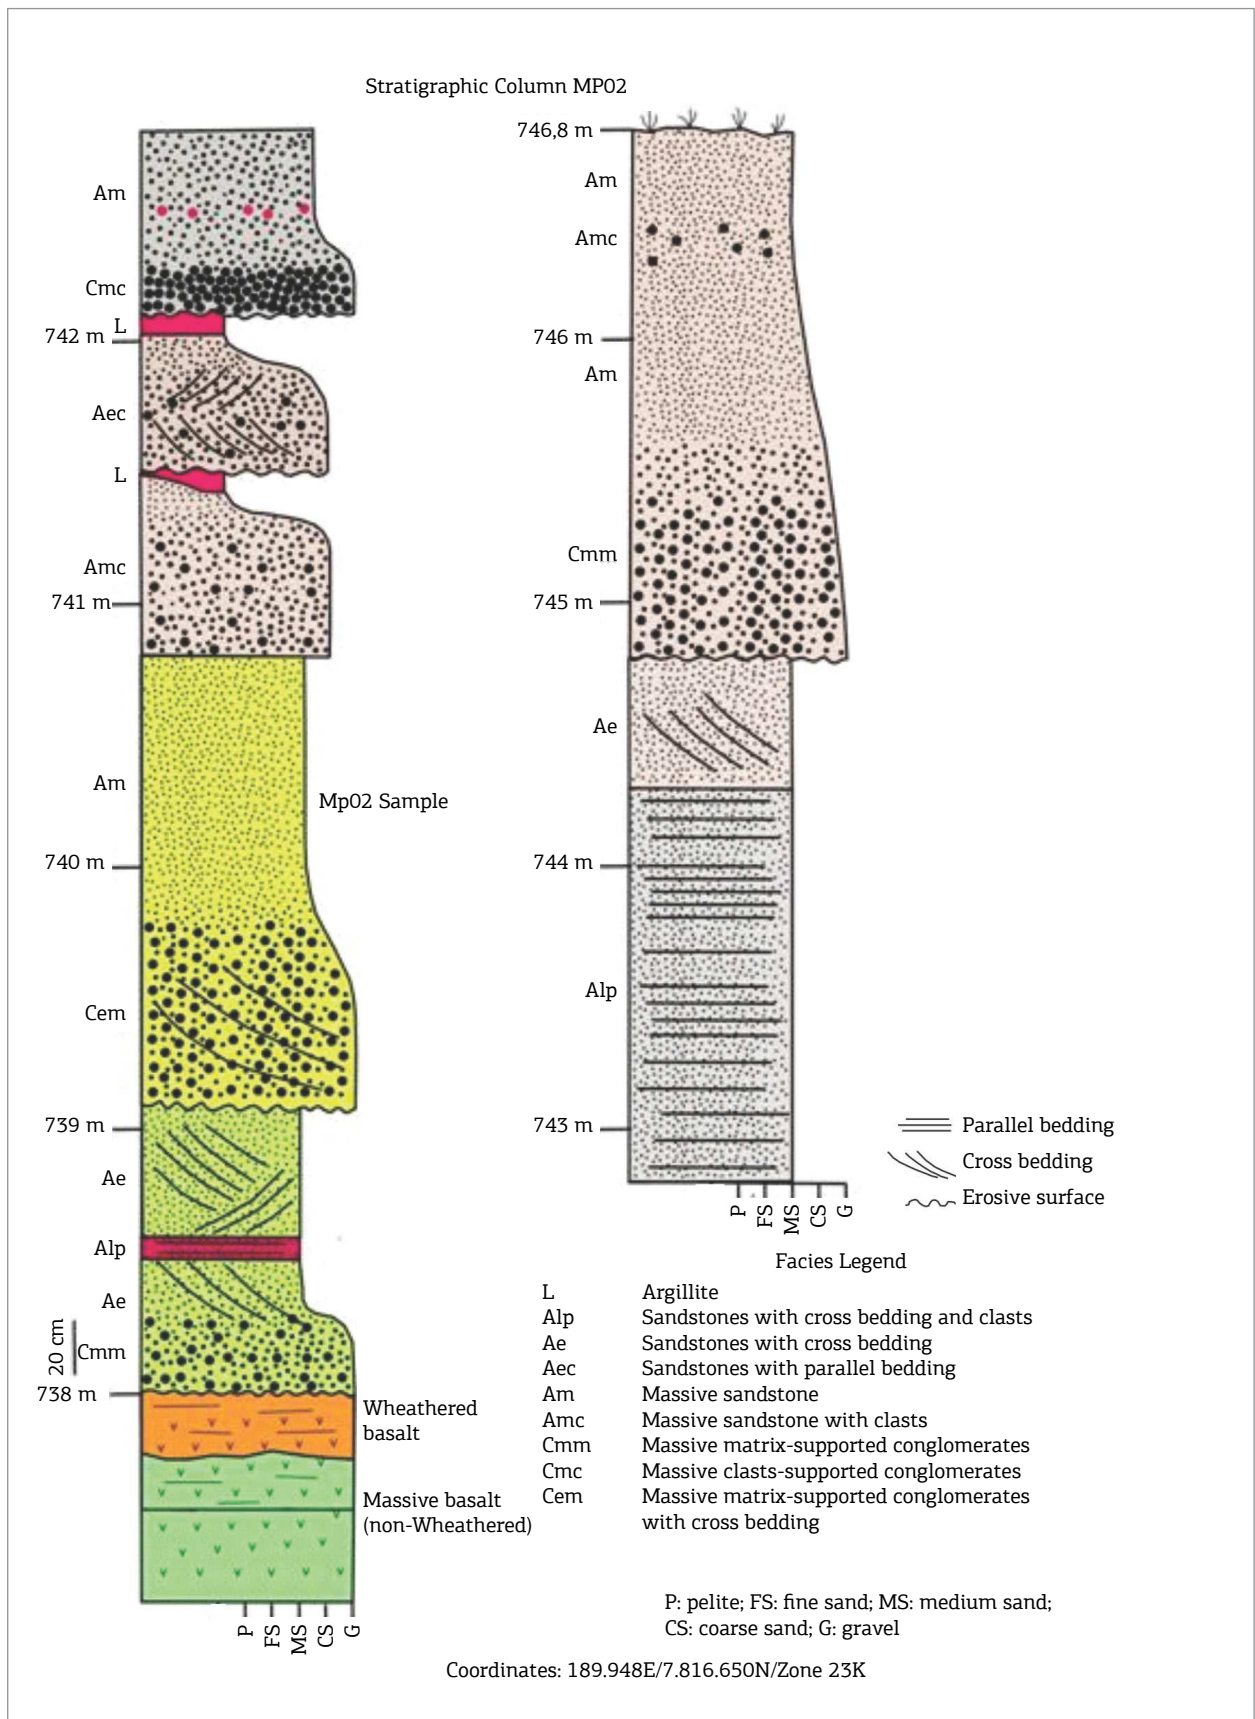 Stratigraphic Column MP02
Am
Cmc
L
742 m
Aec
L
Amc
741 m
Am
Mp02 Sample
740 m
Cem
739 m
Ae
Alp
Ae
20 cm
Cmm
738 m
Wheathered
basalt
Massive basalt
(non-Wheathered)
P
FS
MS
CS
G
746,8 m
Am
Amc
746 m
Am
Cmm
745 m
Ae
744 m
Alp
743 m
P
FS
MS
CS
G
Parallel bedding
Cross bedding
Erosive surface
Facies Legend
L Argillite
Alp Sandstones with cross bedding and clasts
Ae Sandstones with cross bedding
Aec Sandstones with parallel bedding
Am Massive sandstone
Amc Massive sandstone with clasts
Cmm Massive matrix-supported conglomerates
Cmc Massive clasts-supported conglomerates
Cem Massive matrix-supported conglomerates
with cross bedding
P: pelite; FS: fine sand; MS: medium sand;
CS: coarse sand; G: gravel
Coordinates: 189.948E/7.816.650N/Zone 23K